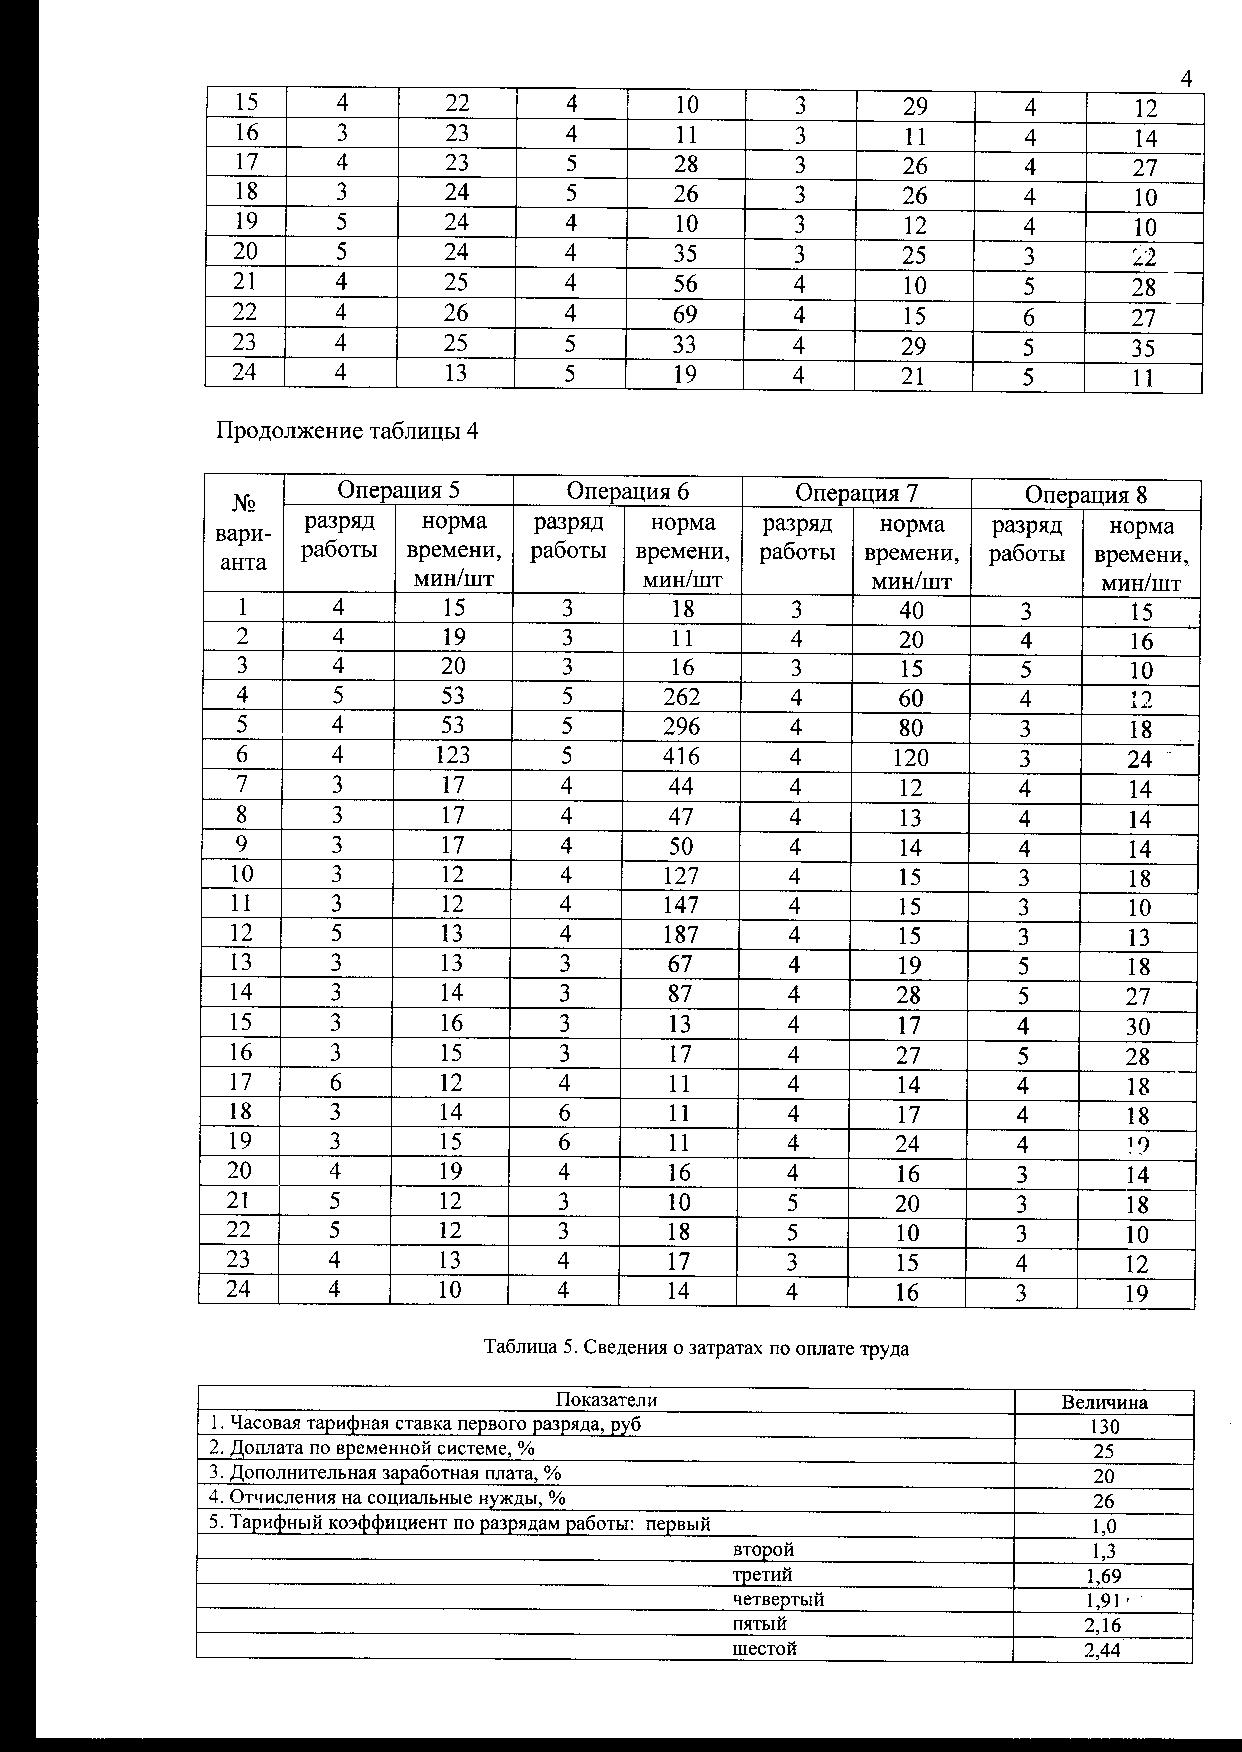 4
15 4 22 4 10 3 29 4 12
16 3 23 4 11 3 11 4 14
17 4 23 5 28 3 26 4 27
18 3 24 5 26 3 26 4 10
19 5 24 4 10 3 12 4 10
20 5 24 4 35 3 25 3 22
21 4 25 4 56 4 10 5 28
22 4 26 4 69 4 15 6 27
23 4 25 5 33 4 29 5 35
24 4 13 5 19 4 21 5 11
Продолжение таблицы 4
№ вари-анта Операция 5 Операция 6 Операция 7 Операция 8
разряд норма разряд норма разряд норма разряд норма
работы времени, работы времени, работы времени, работы времени,
мин/шт мин/шт мин/шт мин/шт
1 4 15 3 18 3 40 3 15
2 4 19 3 11 4 20 4 16
3 4 20 3 16 3 15 5 10
4 5 53 5 262 4 60 4 12
5 4 53 5 296 4 80 3 18
6 4 123 5 416 4 120 3 24
7 3 17 4 44 4 12 4 14
8 3 17 4 47 4 13 4 14
9 3 17 4 50 4 14 4 14
10 3 12 4 127 4 15 3 18
11 3 12 4 147 4 15 3 10
12 5 13 4 187 4 15 3 13
13 3 13 3 67 4 19 5 18
14 3 14 3 87 4 28 5 27
15 3 16 3 13 4 17 4 30
16 3 15 3 17 4 27 5 28
17 6 12 4 11 4 14 4 18
18 3 14 6 11 4 17 4 18
19 3 15 6 11 4 24 4
20 4 19 4 16 4 16 3 14
21 5 12 3 10 5 20 3 18
22 5 12 3 18 5 10 3 10
23 4 13 4 17 3 15 4 12
24 4 10 4 14 4 16 3 19
Таблица 5. Сведения о затратах по оплате труда
Показатели Величина
1. Часовая тарифная ставка первого разряда, руб 130
2. Доплата по временной системе, % 25
3. Дополнительная заработная плата, % 20
4. Отчисления на социальные нужды, % 26
5. Тарифный коэффициент по разрядам работы: первый 1,0
второй 1,3
третий 1,69
четвертый 1,91
пятый 2,16
шестой 2,44